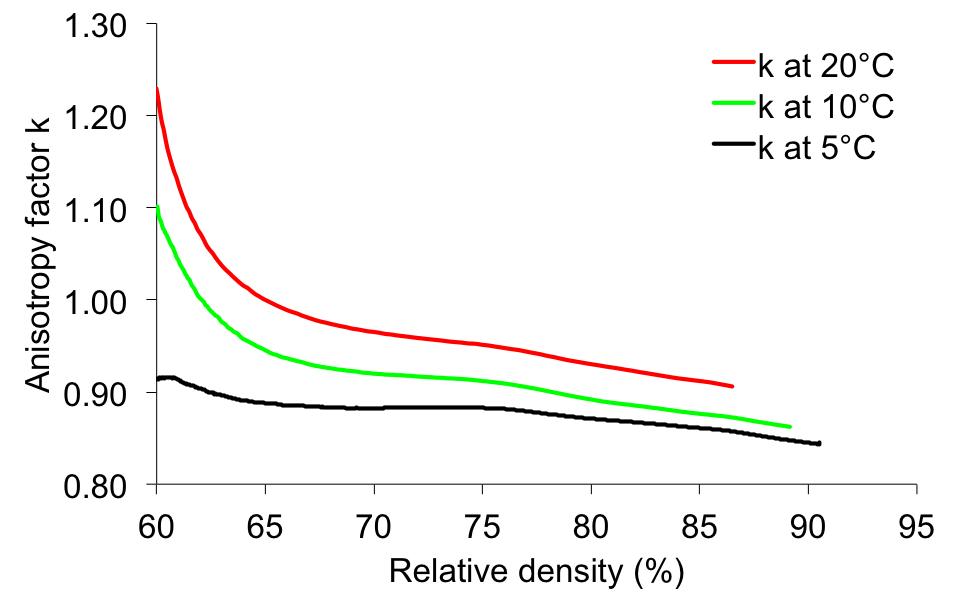 1.30
1.20
1.10
1.00
0.90
0.80
Anisotropy factor k
k at 20°C
k at 10°C
k at 5°C
60 65 70 75 80 85 90 95
Relative density (%)